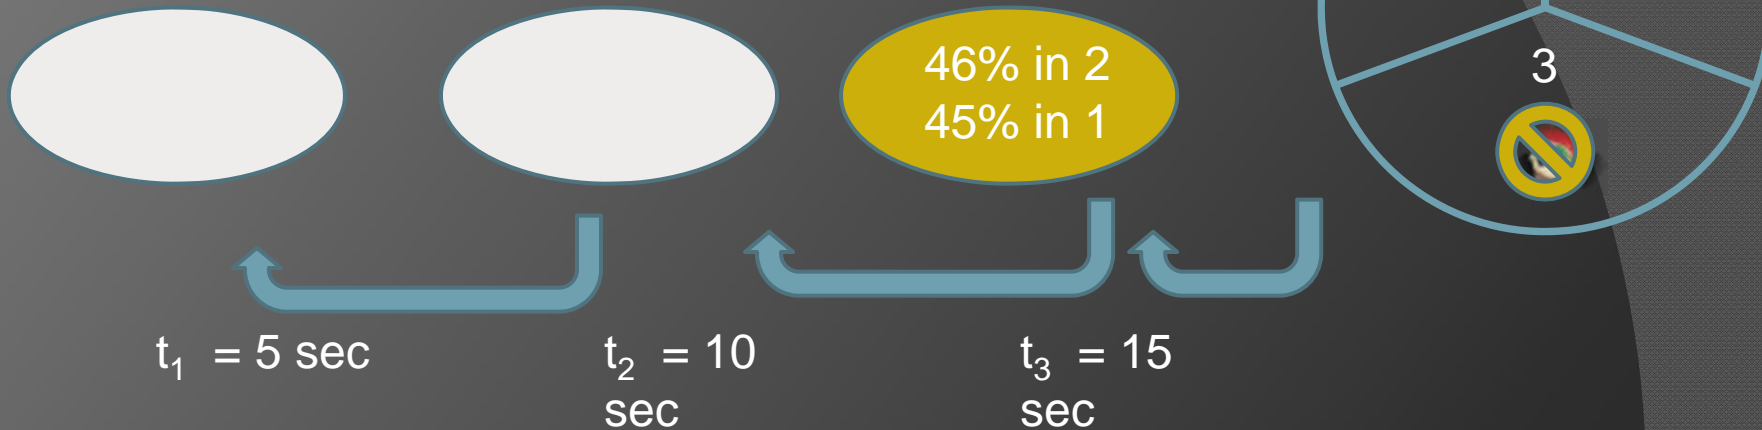 46% in 2
45% in 1
3
t₁ = 5 sec
t₂ = 10
sec
t₃ = 15
sec